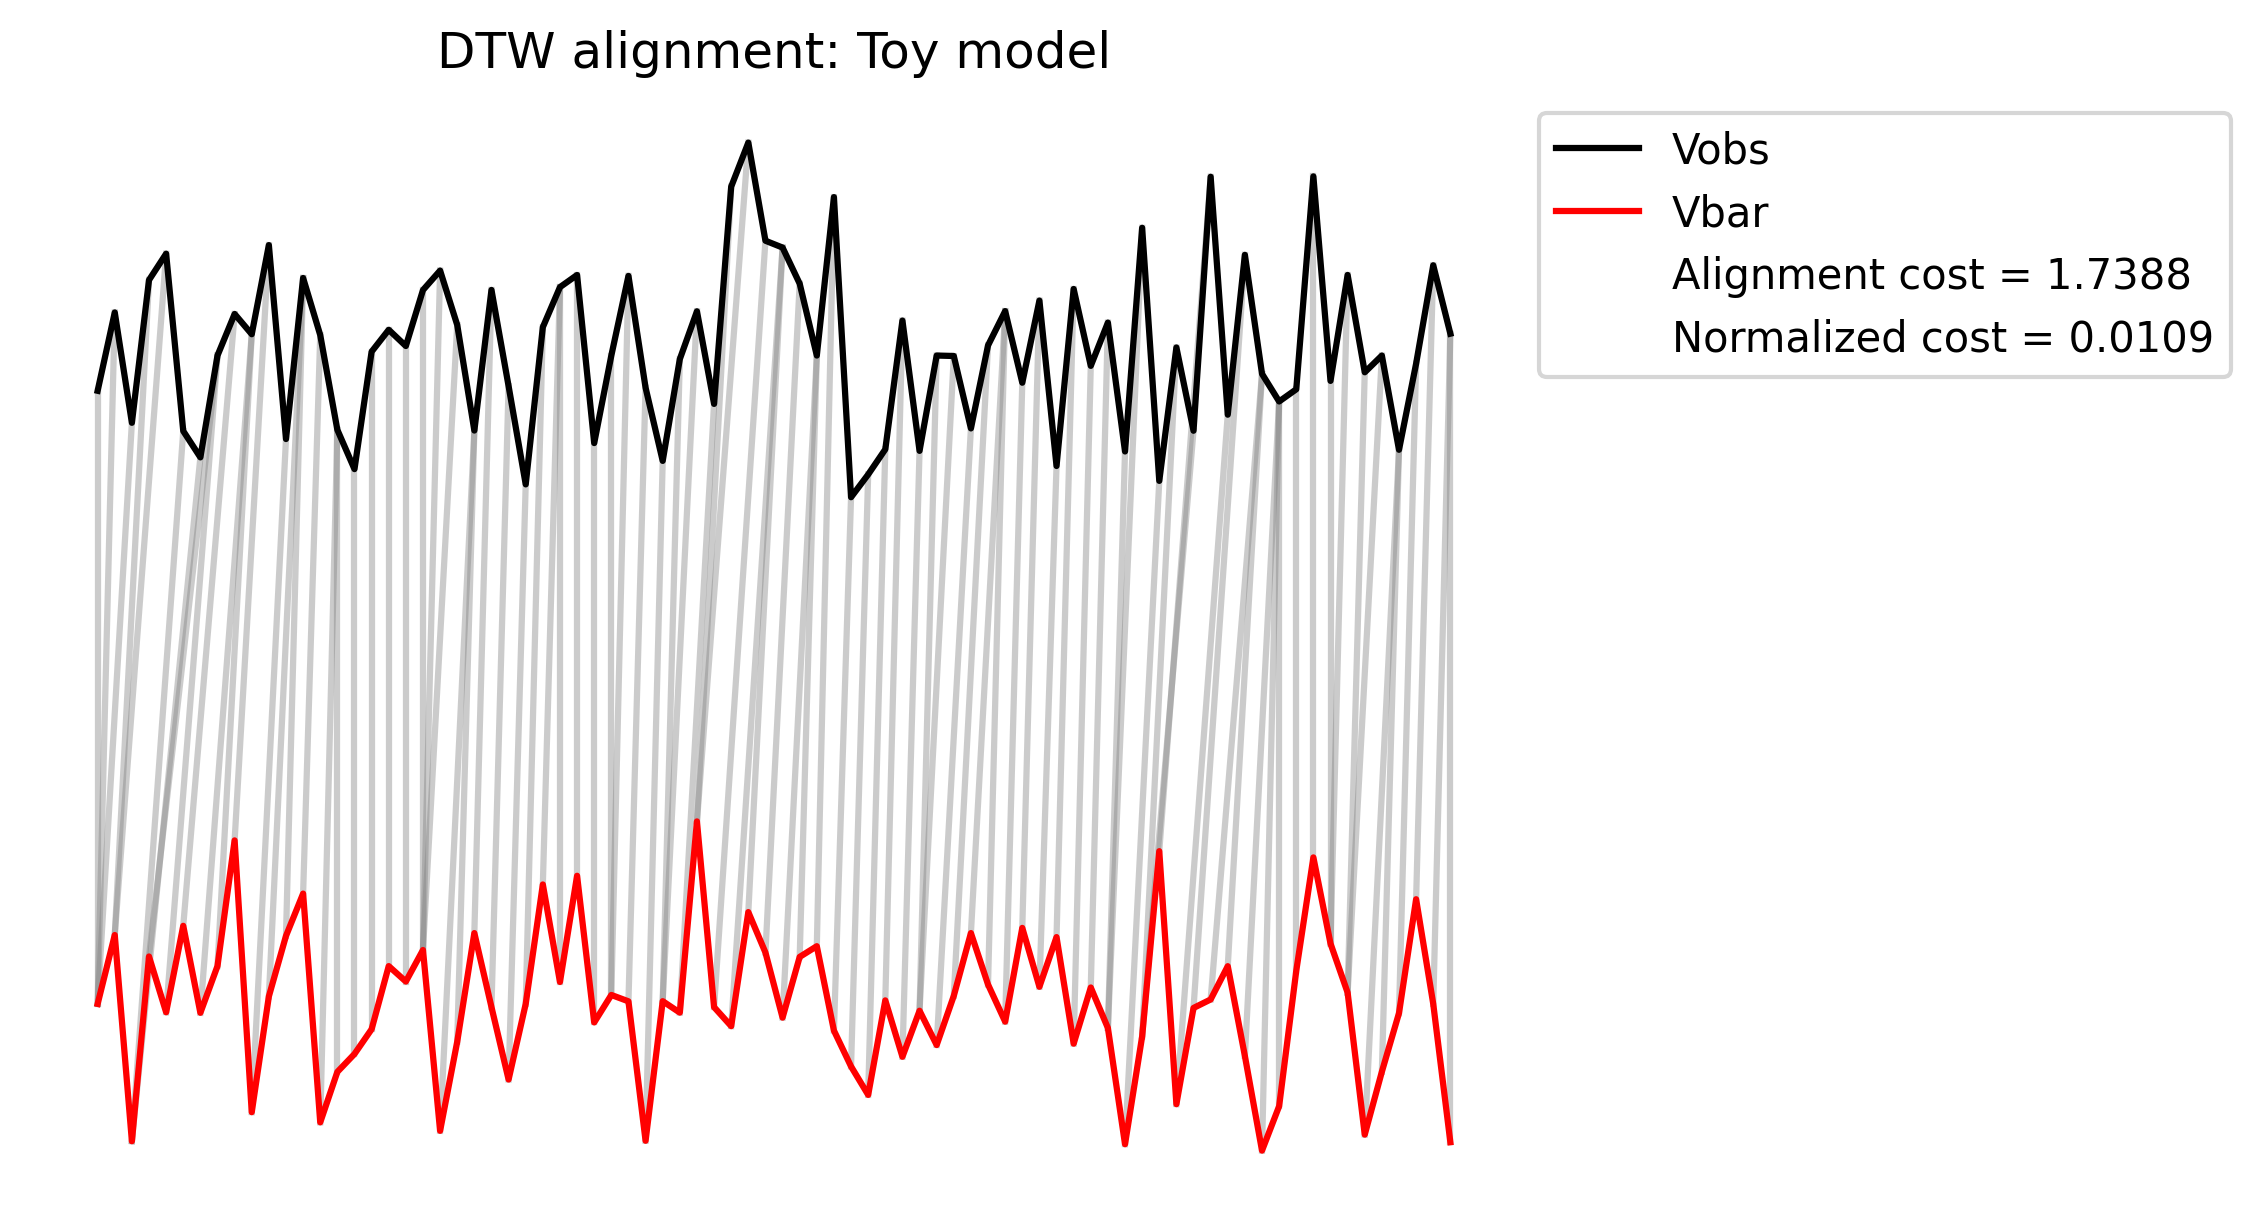 DTW alignment: Toy model
Vobs
Vbar
Alignment cost = 1.7388
Normalized cost = 0.0109